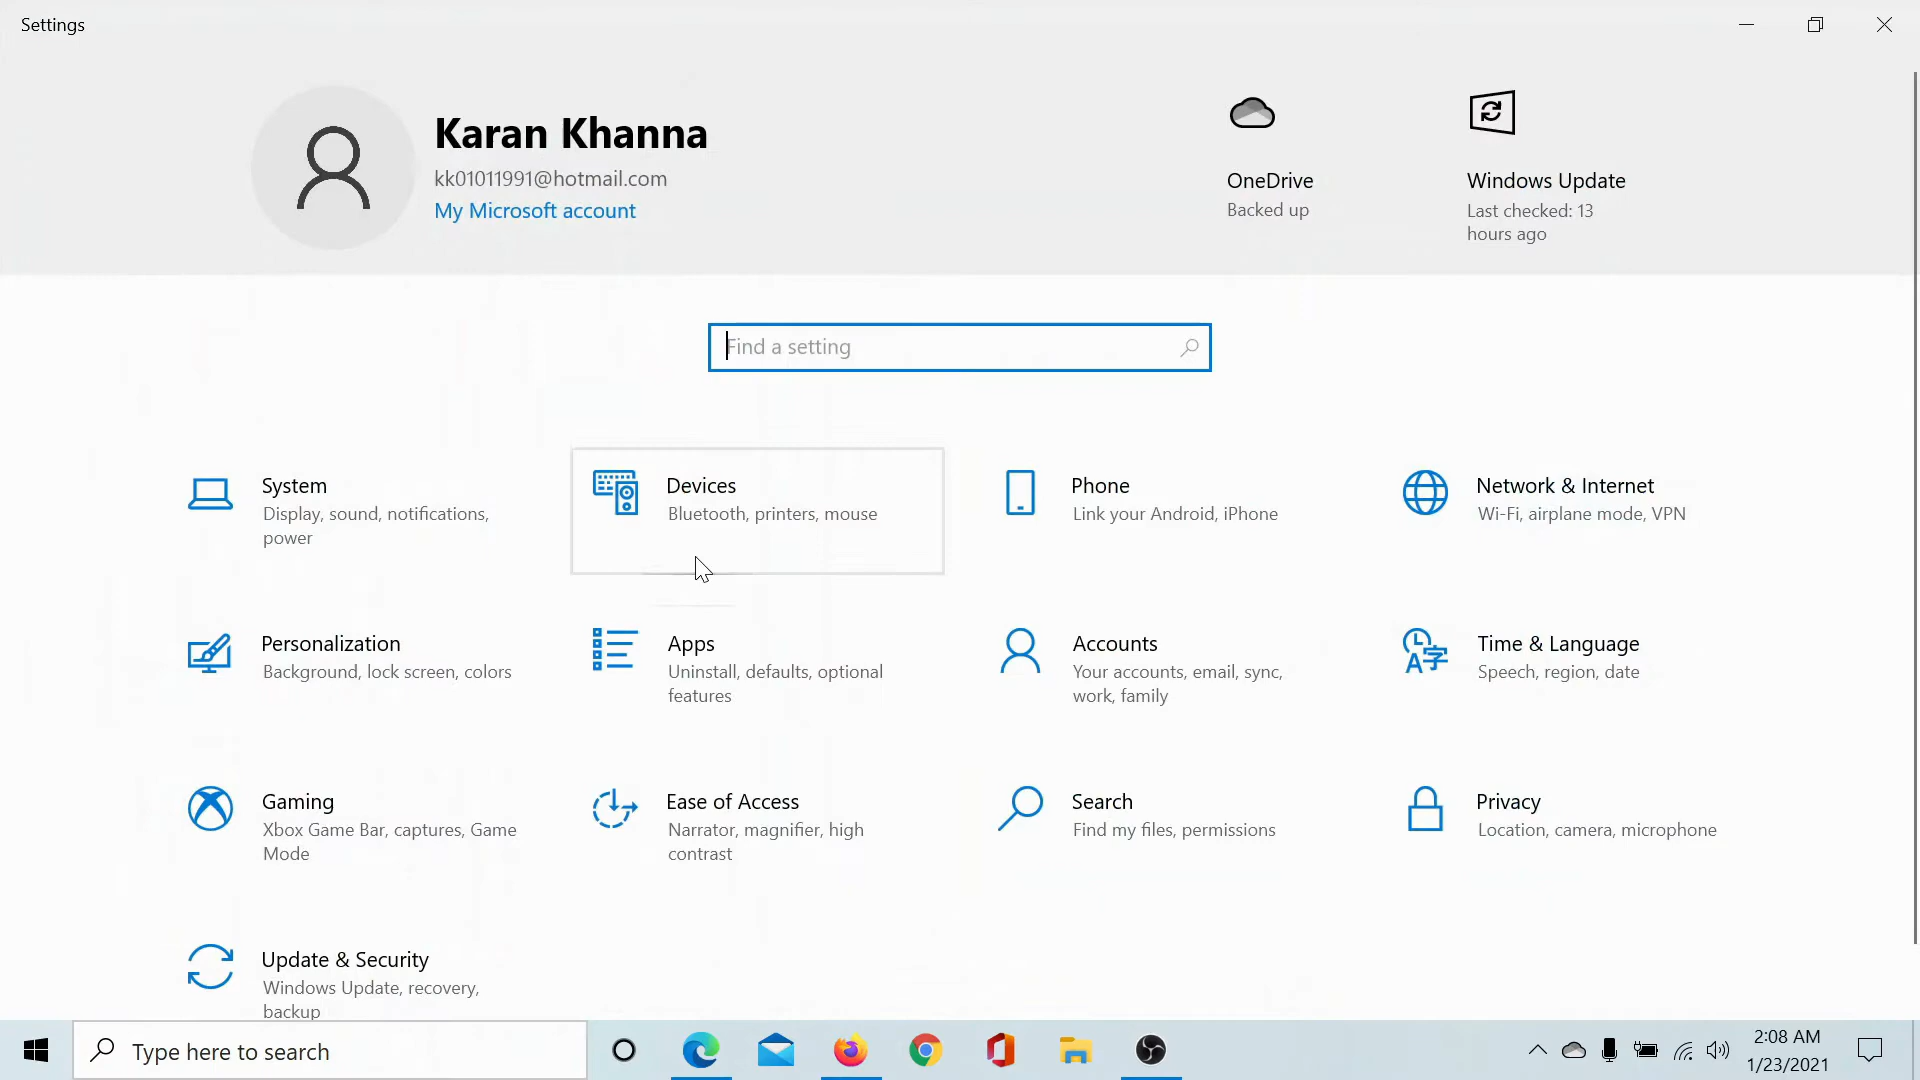 Settings
Karan Khanna
kk01011991@hotmail.com
My Microsoft account
OneDrive
Backed up
Windows Update
Last checked: 13
hours ago
Find a setting
System
Display, sound, notifications,
power
Devices
Bluetooth, printers, mouse
Phone
Link your Android, iPhone
Network & Internet
Wi-Fi, airplane mode, VPN
Personalization
Background, lock screen, colors
Apps
Uninstall, defaults, optional
features
Accounts
Your accounts, email, sync,
work, family
Time & Language
Speech, region, date
Gaming
Xbox Game Bar, captures, Game
Mode
Ease of Access
Narrator, magnifier, high
contrast
Search
Find my files, permissions
Privacy
Location, camera, microphone
Update & Security
Windows Update, recovery,
backup
Type here to search
2:08 AM
1/23/2021